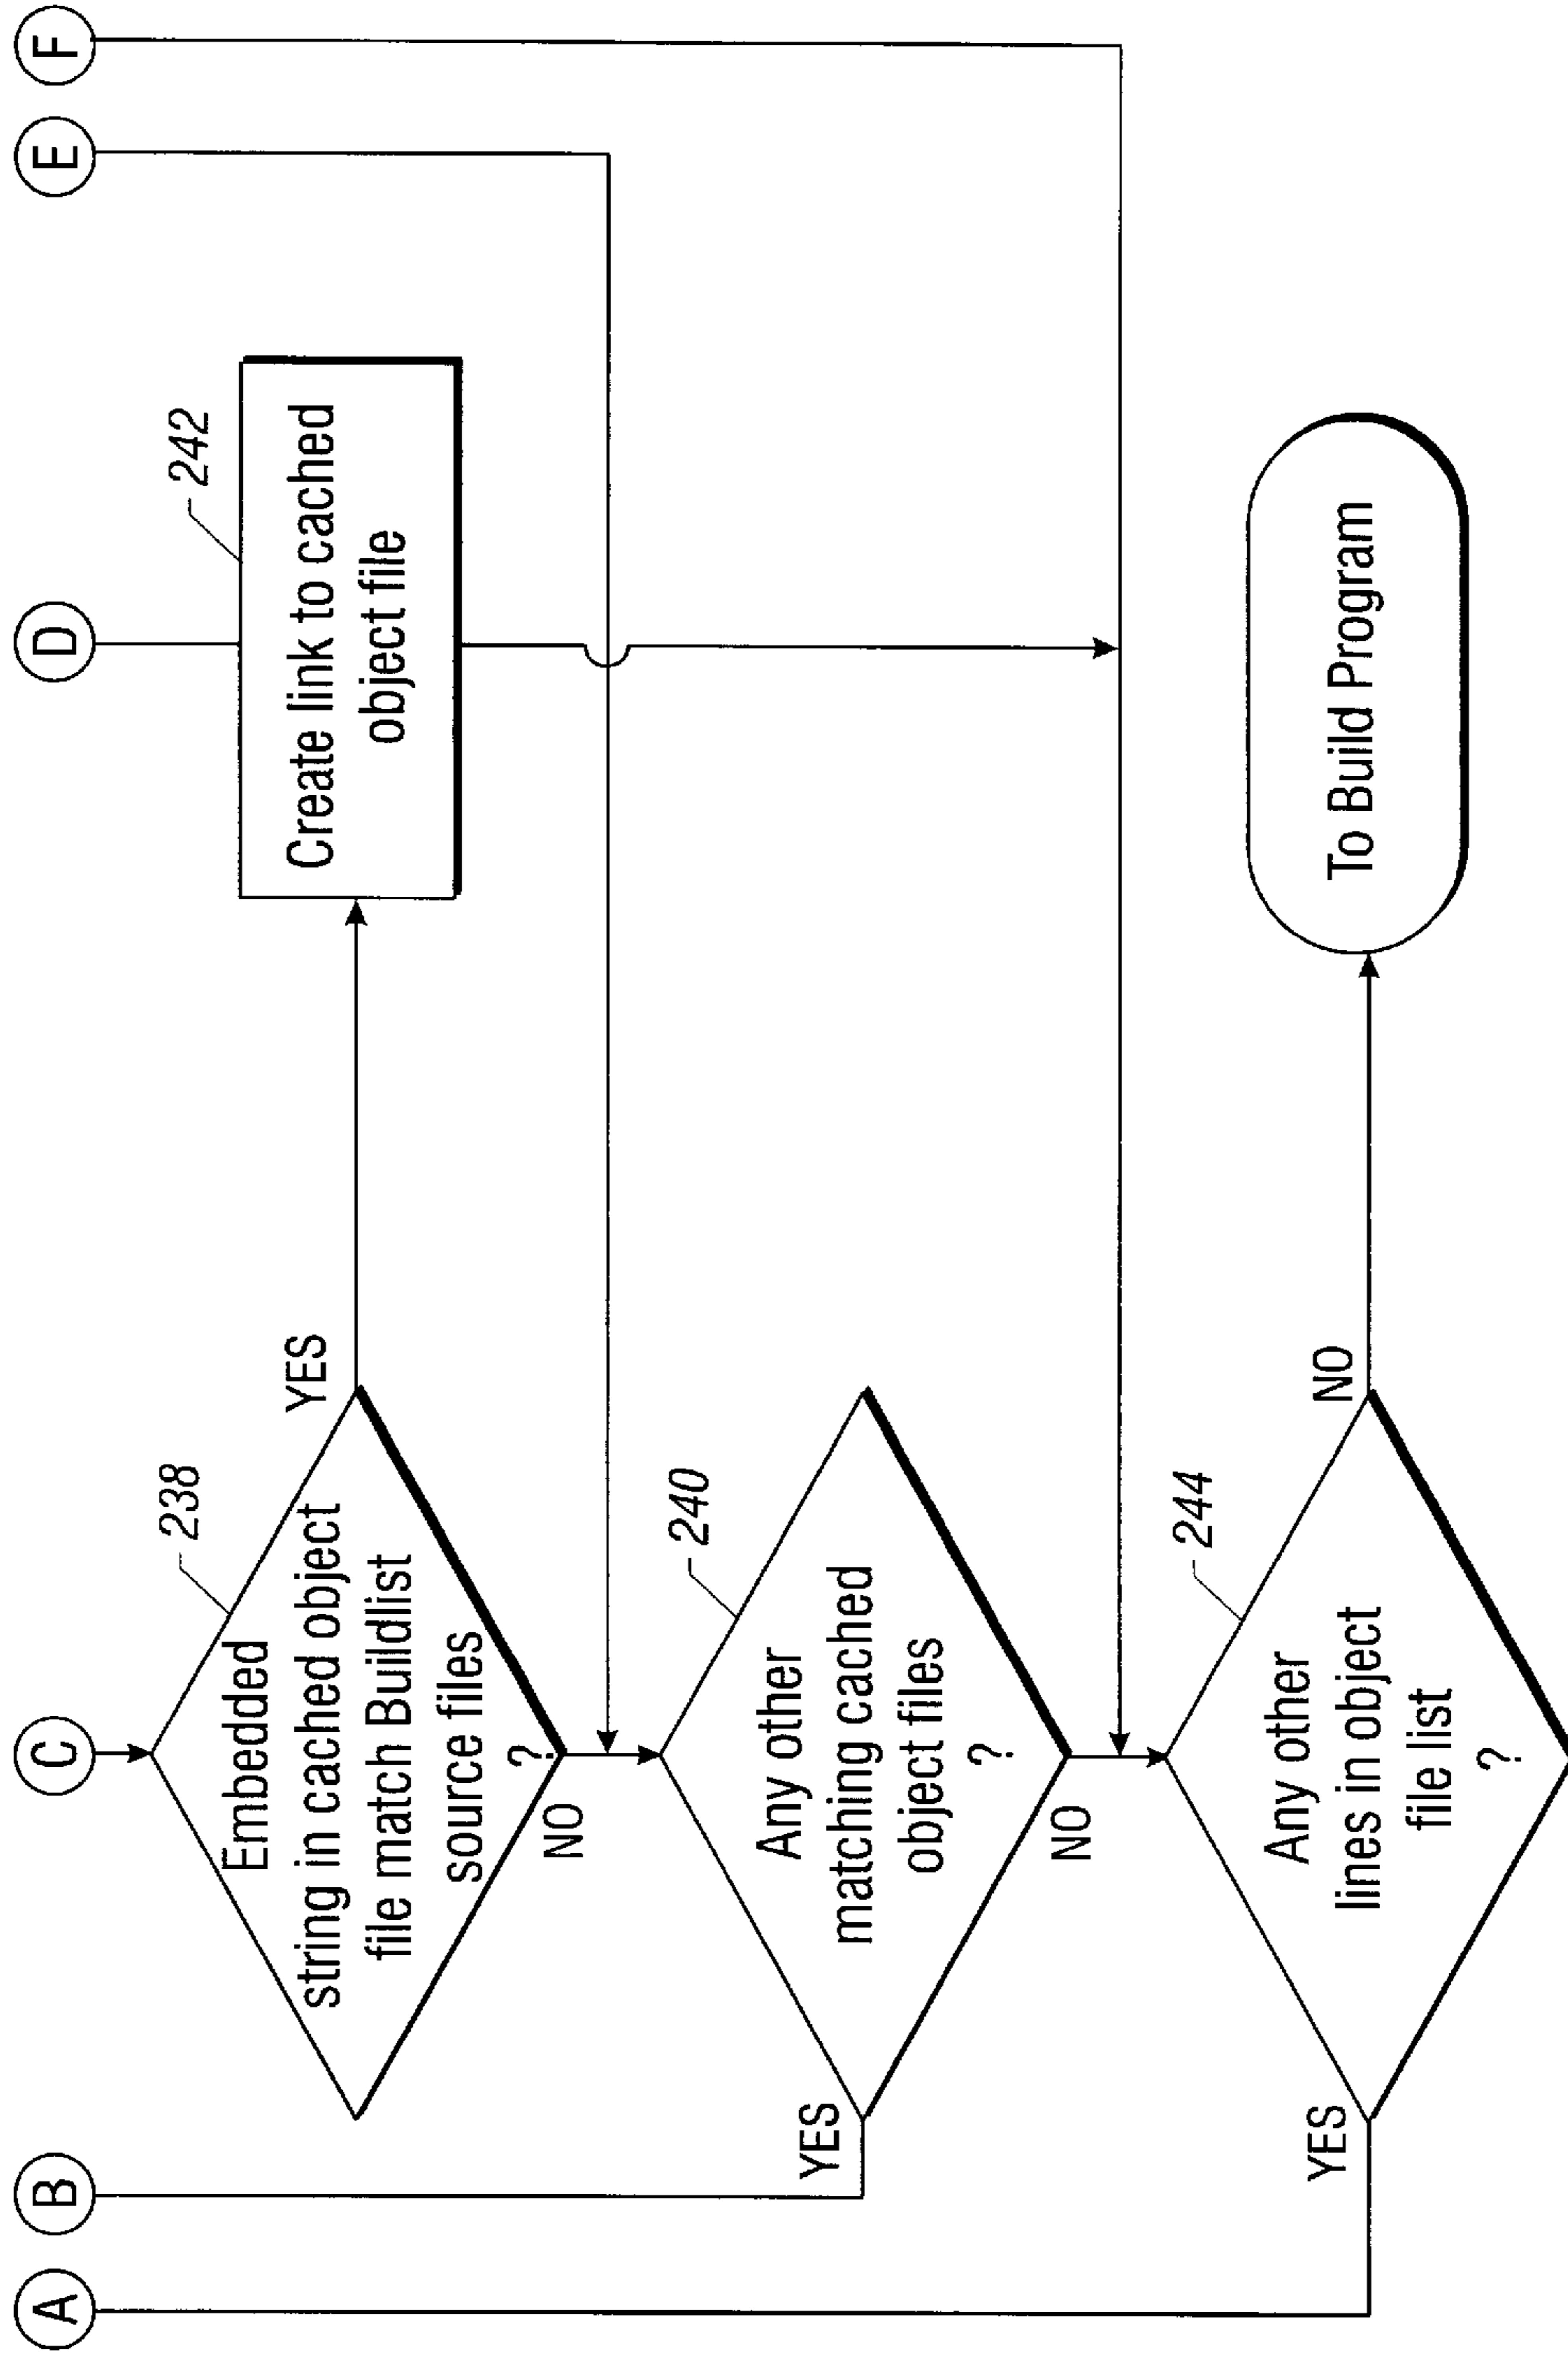 A
B
C
D
E
F
238
Embedded
string in cached object
file match Buildlist
source files
?
YES
NO
242
Create link to cached
object file
240
Any other
matching cached
object files
?
YES
NO
244
Any other
lines in object
file list
?
YES
NO
To Build Program